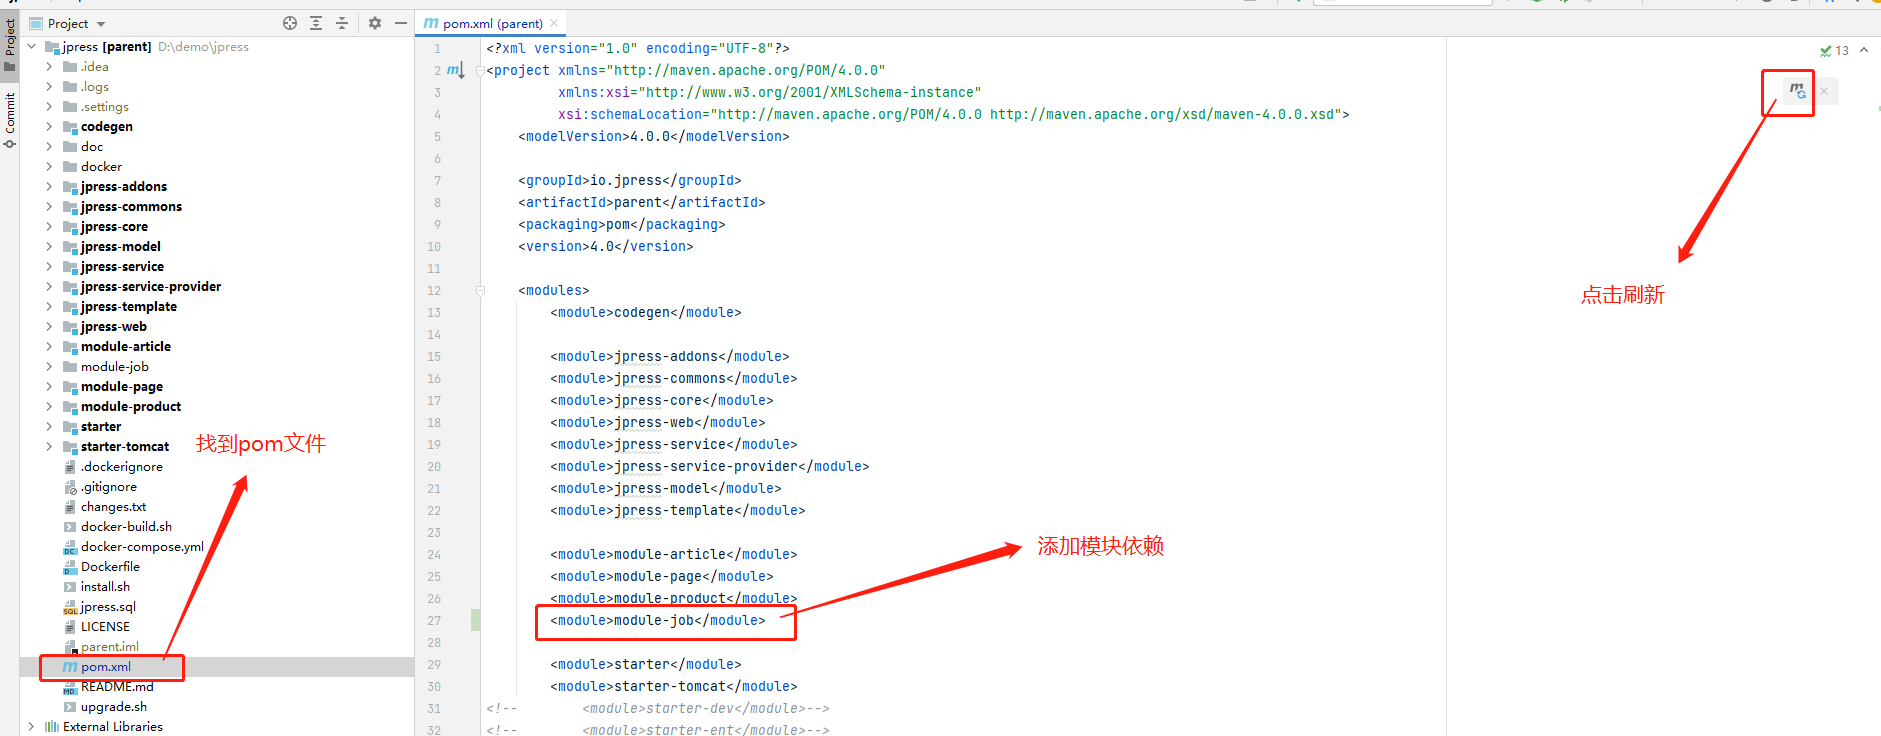 Project
Commit
Project
jpress [parent] D:\demo\jpress
.idea
.logs
.settings
codegen
doc
docker
jpress-addons
jpress-commons
jpress-core
jpress-model
jpress-service
jpress-service-provider
jpress-template
jpress-web
module-article
module-job
module-page
module-product
starter
starter-tomcat
.dockerignore
.gitignore
changes.txt
docker-build.sh
docker-compose.yml
Dockerfile
install.sh
jpress.sql
LICENSE
parent.iml
pom.xml
README.md
upgrade.sh
External Libraries
找到pom文件
pom.xml (parent)
13
1 <?xml version="1.0" encoding="UTF-8"?>
2 <project xmlns="http://maven.apache.org/POM/4.0.0"
3 xmlns:xsi="http://www.w3.org/2001/XMLSchema-instance"
4 xsi:schemaLocation="http://maven.apache.org/POM/4.0.0 http://maven.apache.org/xsd/maven-4.0.0.xsd">
5 <modelVersion>4.0.0</modelVersion>
6
7 <groupId>io.jpress</groupId>
8 <artifactId>parent</artifactId>
9 <packaging>pom</packaging>
10 <version>4.0</version>
11
12 <modules>
13 <module>codegen</module>
14
15 <module>jpress-addons</module>
16 <module>jpress-commons</module>
17 <module>jpress-core</module>
18 <module>jpress-web</module>
19 <module>jpress-service</module>
20 <module>jpress-service-provider</module>
21 <module>jpress-model</module>
22 <module>jpress-template</module>
23
24 <module>module-article</module>
25 <module>module-page</module>
26 <module>module-product</module>
27 <module>module-job</module>
28
29 <module>starter</module>
30 <module>starter-tomcat</module>
31 <!-- <module>starter-dev</module>-->
32 <!-- <module>starter-ent</module>-->
添加模块依赖
点击刷新